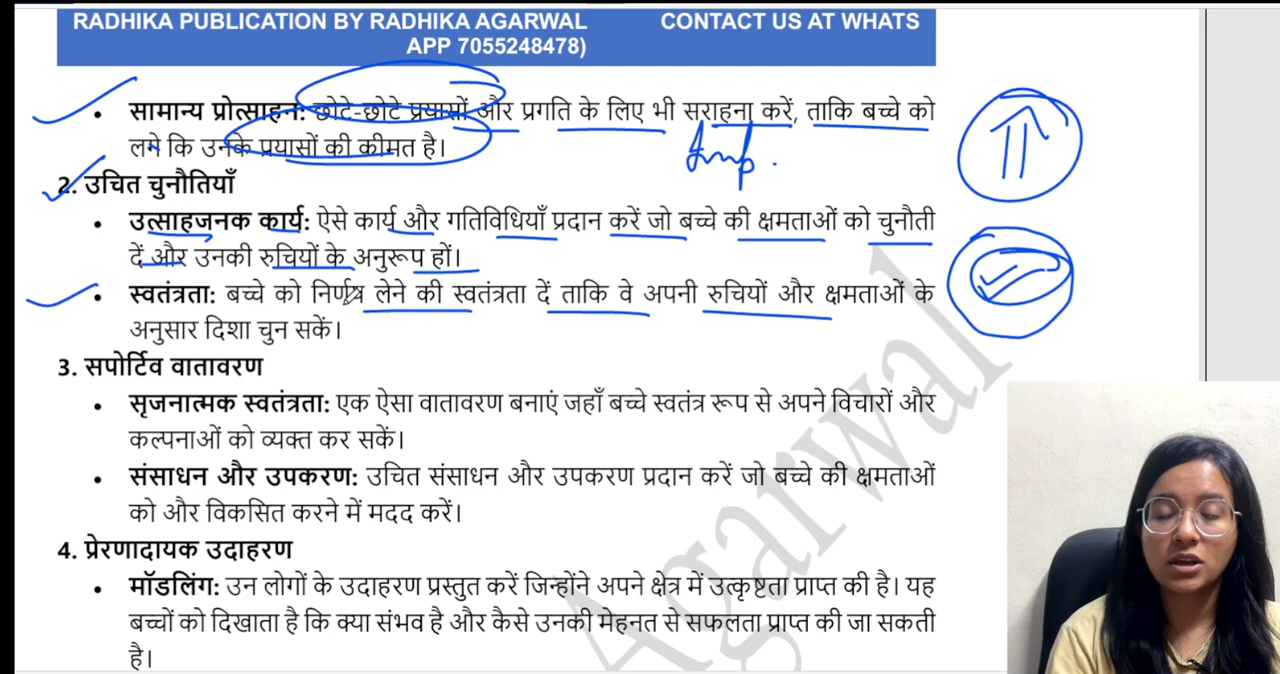 RADHIKA PUBLICATION BY RADHIKA AGARWAL CONTACT US AT WHATS
APP 7055248478)
• सामान्य प्रोत्साहन: छोटे-छोटे प्रयासों और प्रगति के लिए भी सराहना करें, ताकि बच्चे को
लगे कि उनके प्रयासों की कीमत है।
Imp.
2. उचित चुनौतियाँ
• उत्साहजनक कार्य: ऐसे कार्य और गतिविधियाँ प्रदान करें जो बच्चे की क्षमताओं को चुनौती
दें और उनकी रुचियों के अनुरूप हों।
• स्वतंत्रता: बच्चे को निर्णय लेने की स्वतंत्रता दें ताकि वे अपनी रुचियों और क्षमताओं के
अनुसार दिशा चुन सकें।
3. सपोर्टिव वातावरण
• सृजनात्मक स्वतंत्रता: एक ऐसा वातावरण बनाएं जहाँ बच्चे स्वतंत्र रूप से अपने विचारों और
कल्पनाओं को व्यक्त कर सकें।
• संसाधन और उपकरण: उचित संसाधन और उपकरण प्रदान करें जो बच्चे की क्षमताओं
को और विकसित करने में मदद करें।
4. प्रेरणादायक उदाहरण
• मॉडलिंग: उन लोगों के उदाहरण प्रस्तुत करें जिन्होंने अपने क्षेत्र में उत्कृष्टता प्राप्त की है। यह
बच्चों को दिखाता है कि क्या संभव है और कैसे उनकी मेहनत से सफलता प्राप्त की जा सकती
है।
Agarwal